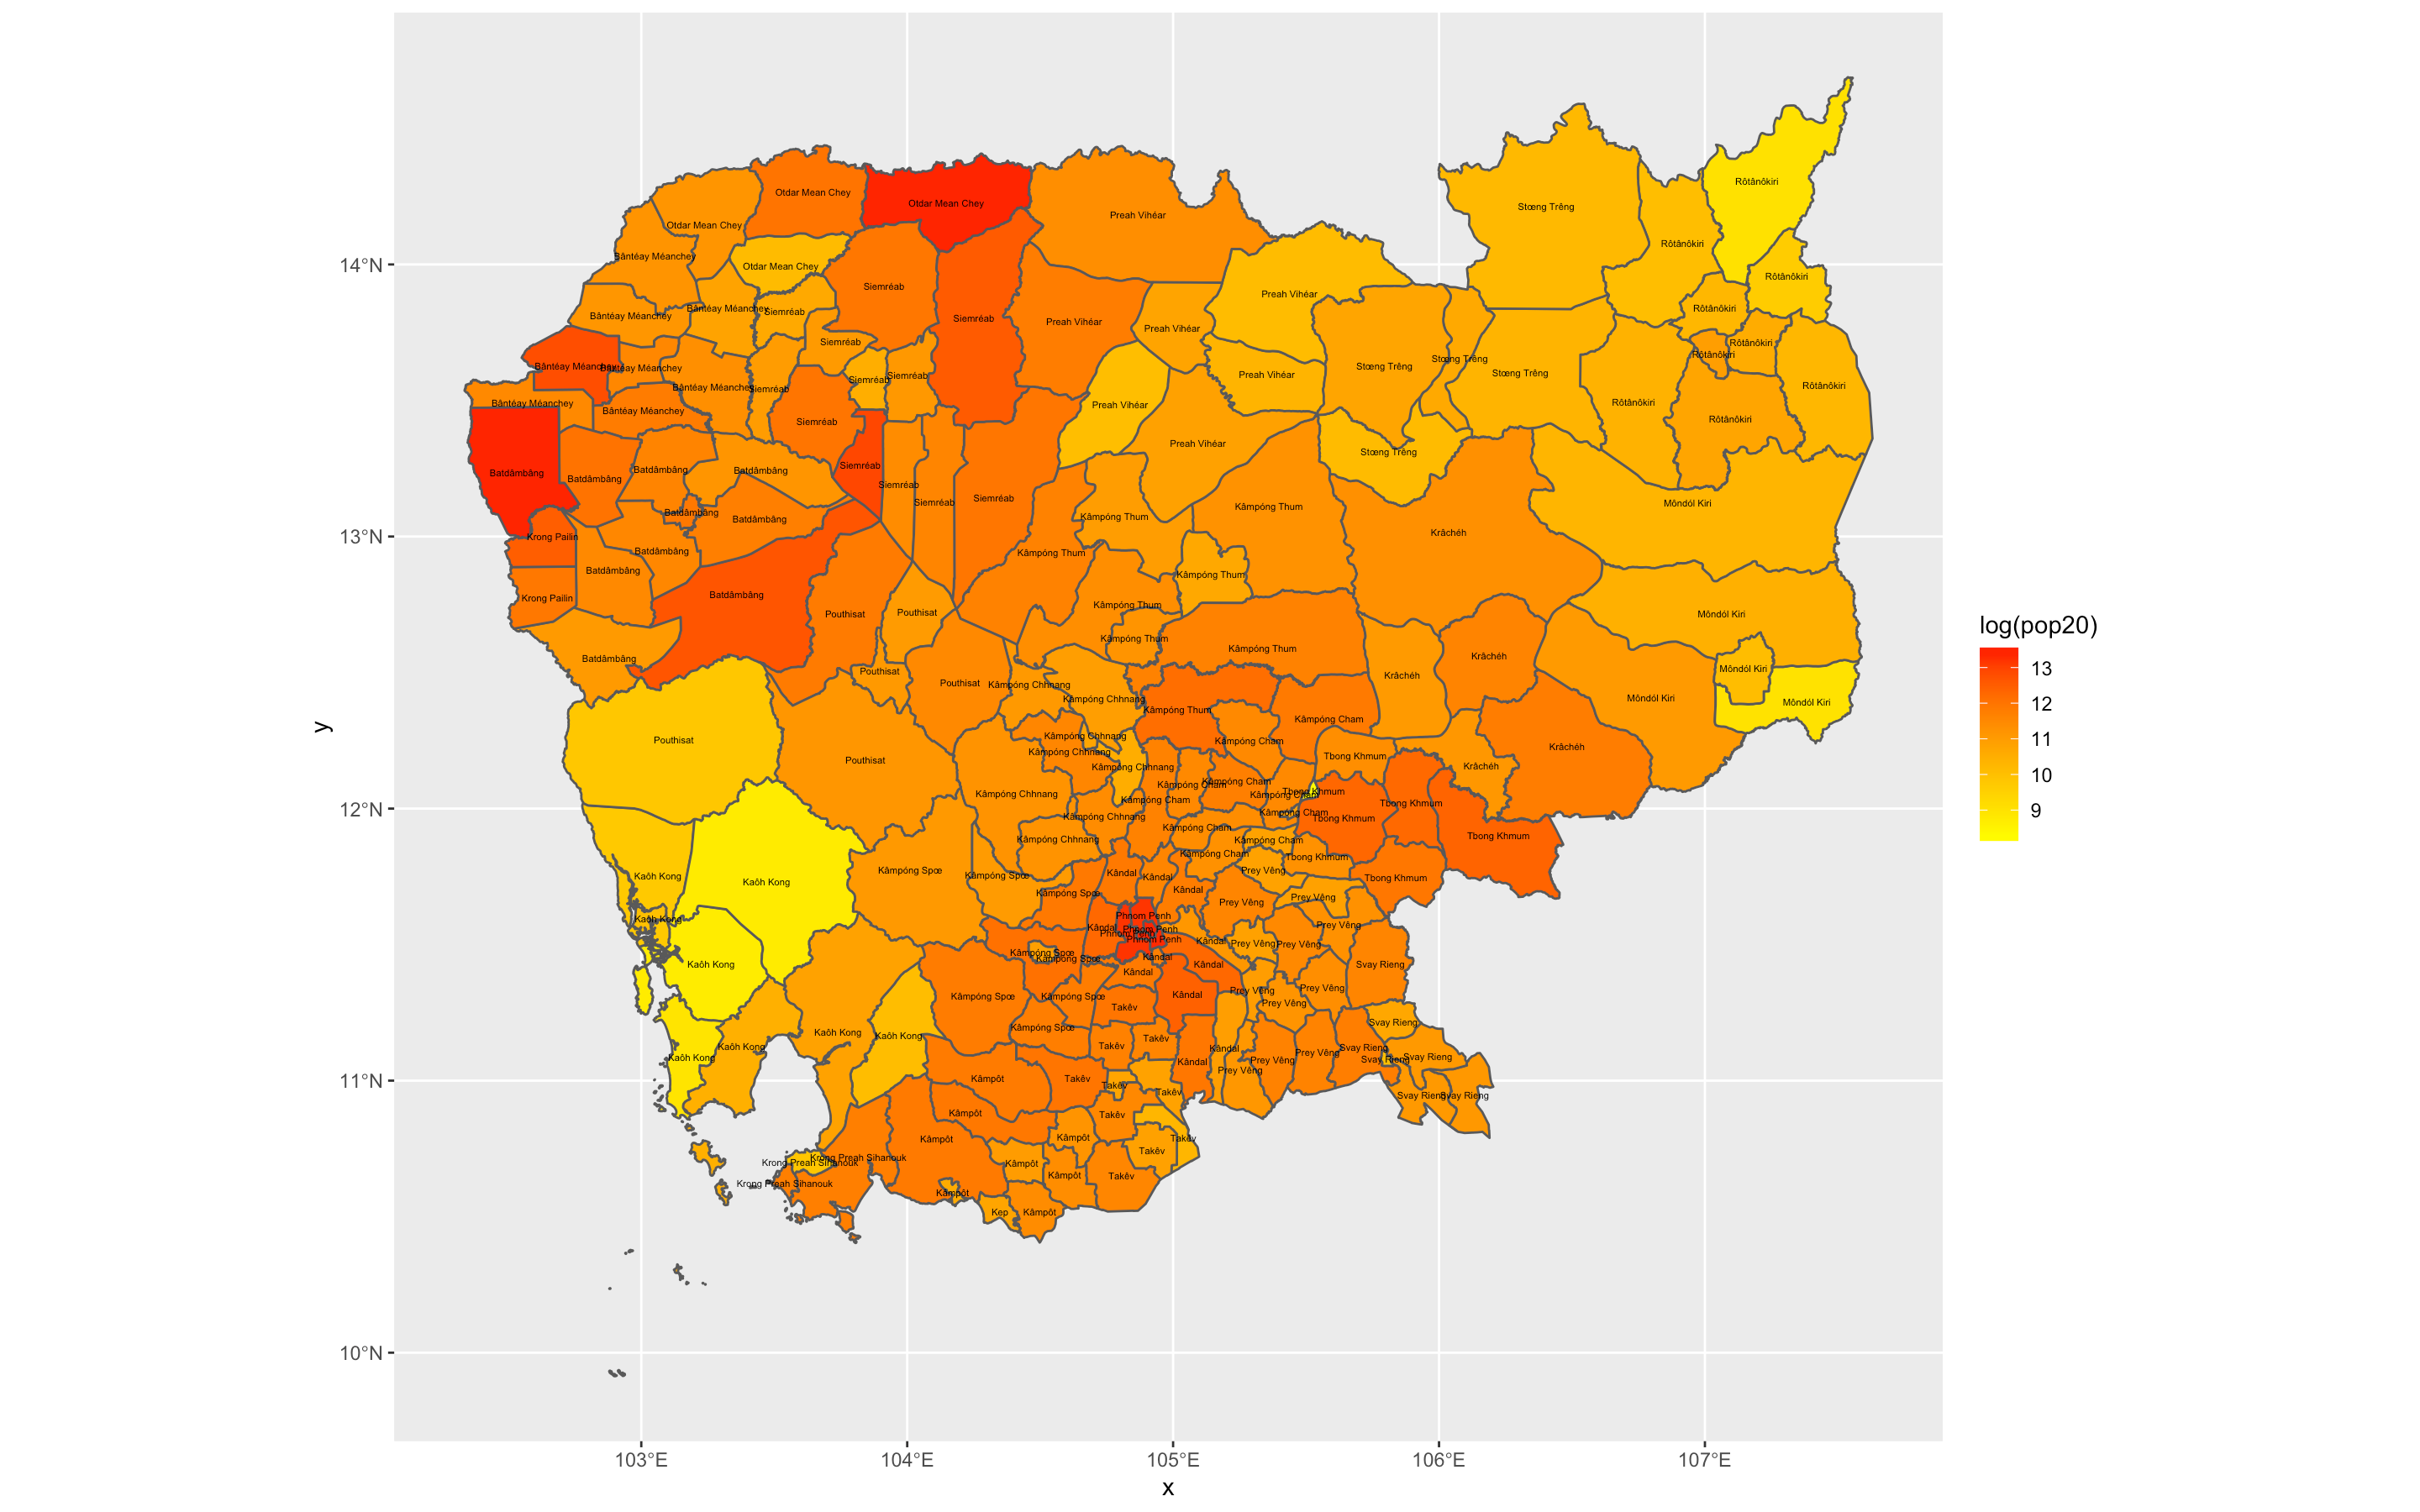 Rôtânôkiri
Otdar Mean Chey
Otdar Mean Chey
Stœng Trêng
Preah Vihéar
Otdar Mean Chey
Rôtânôkiri
Bântéay Méanchey
Otdar Mean Chey
14°N
Rôtânôkiri
Siemréab
Preah Vihéar
Bântéay Méanchey
Rôtânôkiri
Siemréab
Bântéay Méanchey
Siemréab
Preah Vihéar
Preah Vihéar
Siemréab
Rôtânôkiri
Rôtânôkiri
Stœng Trêng
Bântéay Méanchey
Bântéay Méanchey
Stœng Trêng
Stœng Trêng
Preah Vihéar
Siemréab
Siemréab
Bântéay Méanchey
Siemréab
Rôtânôkiri
Bântéay Méanchey
Rôtânôkiri
Preah Vihéar
Bântéay Méanchey
Siemréab
Rôtânôkiri
Preah Vihéar
Stœng Trêng
Siemréab
Batdâmbâng
Batdâmbâng
Batdâmbâng
Batdâmbâng
Siemréab
Siemréab
Siemréab
Môndól Kiri
Kâmpóng Thum
Batdâmbâng
Batdâmbâng
Kâmpóng Thum
Krâchéh
13°N
Krong Pailin
Batdâmbâng
Kâmpóng Thum
Batdâmbâng
Kâmpóng Thum
Krong Pailin
Batdâmbâng
Kâmpóng Thum
Pouthisat
Pouthisat
Môndól Kiri
Kâmpóng Thum
Kâmpóng Thum
Krâchéh
Batdâmbâng
Pouthisat
Krâchéh
Môndól Kiri
Pouthisat
Kâmpóng Chhnang
Kâmpóng Chhnang
Môndól Kiri
Môndól Kiri
Kâmpóng Thum
Kâmpóng Cham
Pouthisat
Kâmpóng Chhnang
Kâmpóng Cham
Krâchéh
Kâmpóng Chhnang
Pouthisat
Tbong Khmum
Kâmpóng Chhnang
Krâchéh
Kâmpóng Cham
Kâmpóng Cham
Kâmpóng Chhnang
Kâmpóng Cham
Kâmpóng Cham
Tbong Khmum
Tbong Khmum
12°N
Kâmpóng Chhnang
Kâmpóng Cham
Tbong Khmum
Kâmpóng Cham
Tbong Khmum
Kâmpóng Chhnang
Kâmpóng Cham
Kâmpóng Cham
Tbong Khmum
Kâmpóng Spœ
Kâmpóng Spœ
Kândal
Kândal
Prey Vêng
Tbong Khmum
Kaôh Kong
Kaôh Kong
Kâmpóng Spœ
Kândal
Prey Vêng
Prey Vêng
Kaôh Kong
Phnom Penh
Kândal
Phnom Penh
Phnom Penh
Phnom Penh
Prey Vêng
Kândal
Prey Vêng
Prey Vêng
Kâmpóng Spœ
Kâmpóng Spœ
Kândal
Kaôh Kong
Kândal
Kândal
Svay Rieng
Kâmpóng Spœ
Kâmpóng Spœ
Kândal
Prey Vêng
Prey Vêng
Prey Vêng
Takêv
Kâmpóng Spœ
Kaôh Kong
Kaôh Kong
Takêv
Svay Rieng
Kaôh Kong
Kaôh Kong
Takêv
Kândal
Kândal
Prey Vêng
Prey Vêng
Svay Rieng
Svay Rieng
Svay Rieng
11°N
Kâmpôt
Takêv
Takêv
Takêv
Prey Vêng
Svay Rieng
Svay Rieng
Kâmpôt
Takêv
Kâmpôt
Kâmpôt
Takêv
Takêv
Krong Preah Sihanouk
Krong Preah Sihanouk
Kâmpôt
Kâmpôt
Takêv
Krong Preah Sihanouk
Kâmpôt
Kep
Kâmpôt
10°N
103°E
104°E
105°E
106°E
107°E
x
y
log(pop20)
13
12
11
10
9